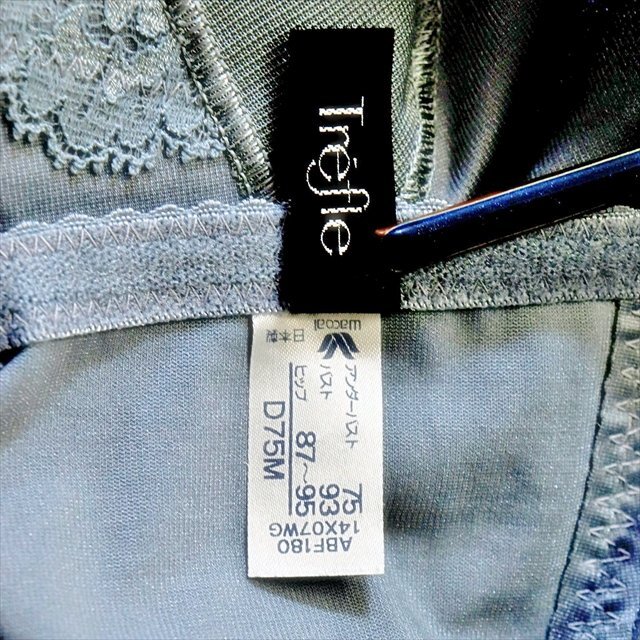 Tréfle
Wacoal
日本製
アンダーバスト 75
バスト 93
ヒップ 87〜95
D75M
ABF180
14X07WG